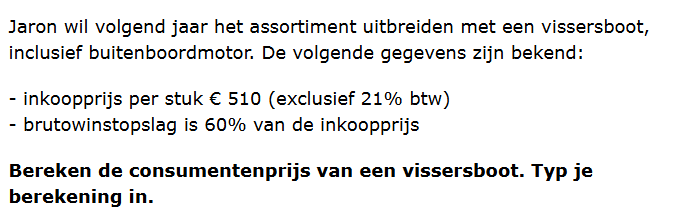 Jaron wil volgend jaar het assortiment uitbreiden met een vissersboot,
inclusief buitenboordmotor. De volgende gegevens zijn bekend:
- inkoopprijs per stuk € 510 (exclusief 21% btw)
- brutowinstopslag is 60% van de inkoopprijs
Bereken de consumentenprijs van een vissersboot. Typ je
berekening in.